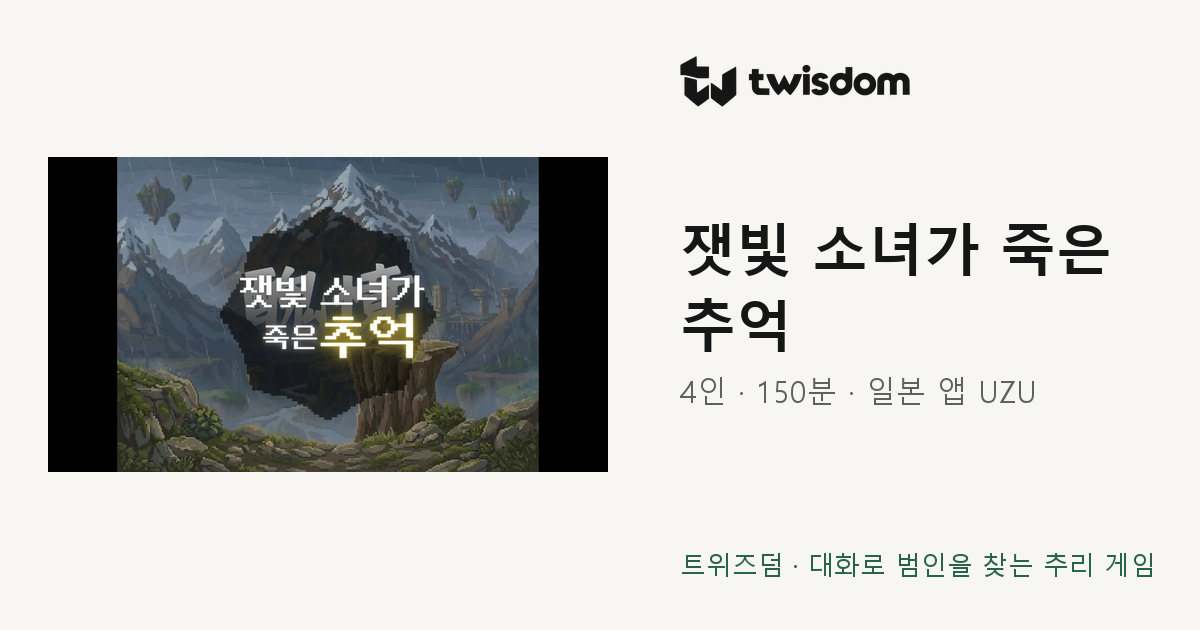 twisdom
잿빛 소녀가
죽은 추억
잿빛 소녀가 죽은
추억
4인 · 150분 · 일본 앱 UZU
트위즈덤 · 대화로 범인을 찾는 추리 게임